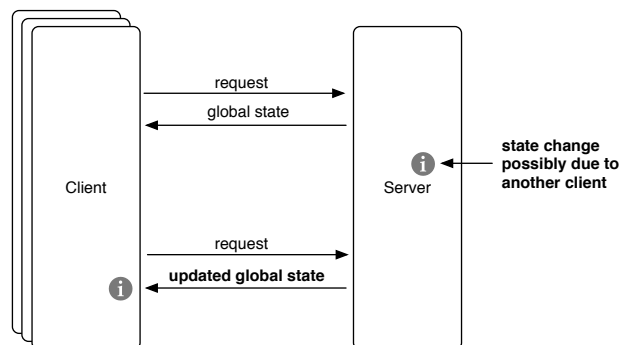 request
global state
state change
possibly due to
another client
Client
Server
request
updated global state
i
i